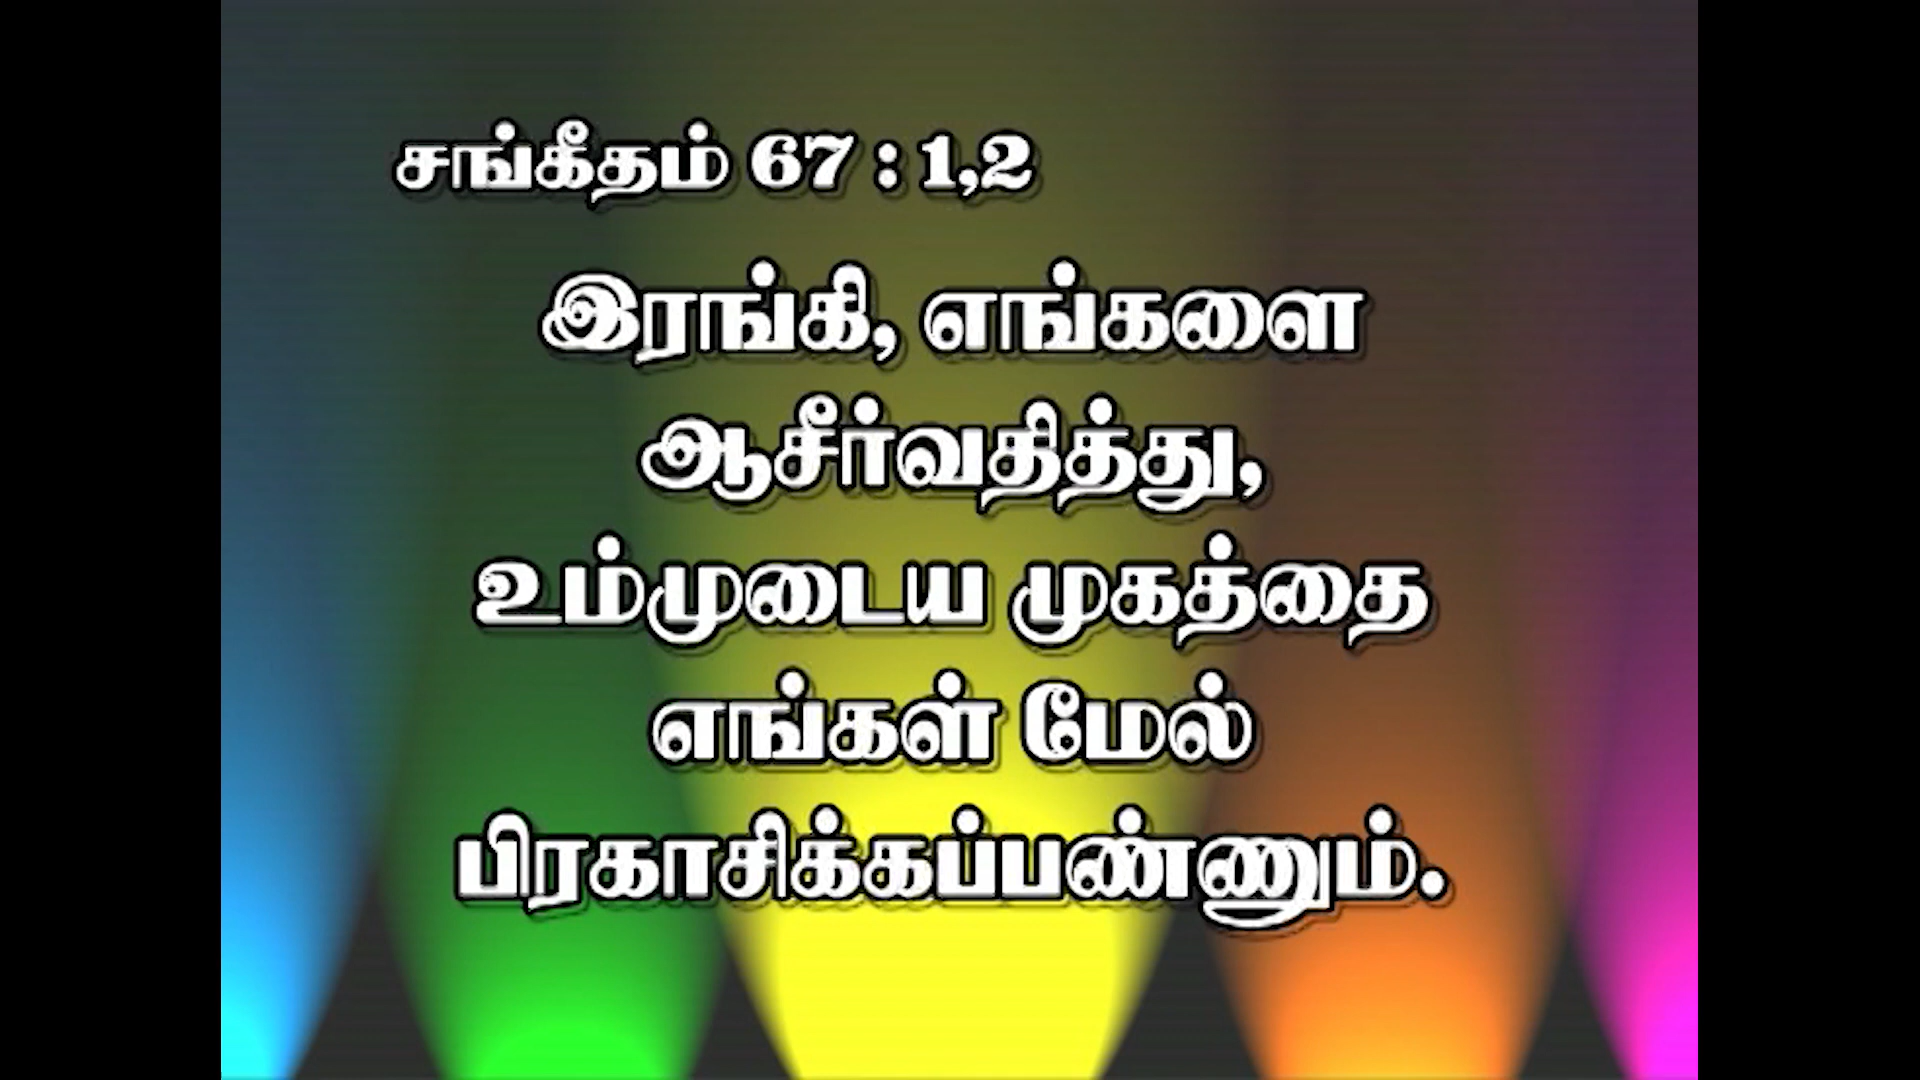 சங்கீதம் 67 : 1,2
இரங்கி, எங்களை
ஆசீர்வதித்து,
உம்முடைய முகத்தை
எங்கள் மேல்
பிரகாசிக்கப்பண்ணும்.